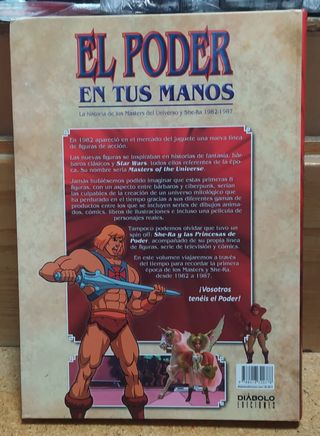 EL PODER
EN TUS MANOS
La historia de los Masters del Universo y She-Ra 1982-1987
En 1982 apareció en el mercado del juguete una nueva línea
de figuras de acción.
Las nuevas figuras se inspiraban en historias de fantasía, bár-
baros clásicos y Star Wars, todos ellos referentes de la épo-
ca. Su nombre sería Masters of the Universe.
Jamás hubiésemos podido imaginar que estas primeras 8
figuras, con un aspecto entre bárbaros y ciberpunk, serían
las culpables de la creación de un universo mitológico que
ha perdurado en el tiempo gracias a sus diferentes gamas de
productos entre los que se incluyen series de dibujos anima-
dos, cómics, libros de ilustraciones e incluso una película de
personajes reales.
Tampoco podemos olvidar que tuvo un
spin off: She-Ra y las Princesas de
Poder, acompañado de su propia línea
de figuras, serie de televisión y cómics.
En este volumen viajaremos a través
del tiempo para recordar la primera
época de los Masters y She-Ra,
desde 1982 a 1987.
¡Vosotros
tenéis el Poder!
DIÁBOLO
EDICIONES